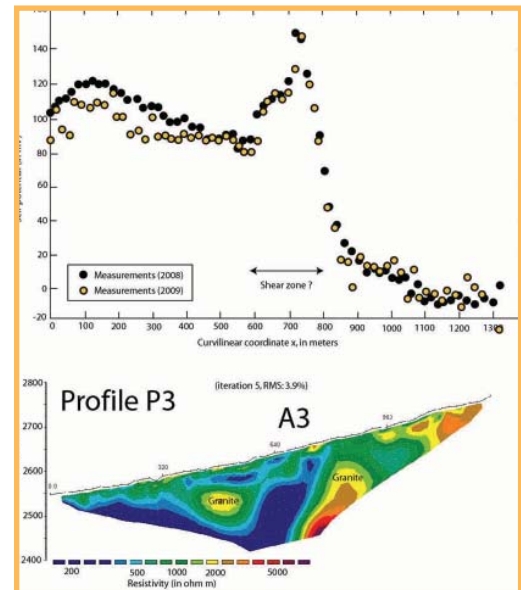 160
140
120
100
80
60
40
20
0
-20
0 100 200 300 400 500 600 700 800 900 1000 1100 1200 1300
Measurements (2008)
Measurements (2009)
Shear zone ?
Curvilinear coordinate x, in meters
2800
2700
2600
2500
2400
Profile P3
(iteration 5, RMS: 3.9%)
A3
0.0
320
640
960
Granite
Granite
200 500 1000 2000 5000
Resistivity (in ohm m)